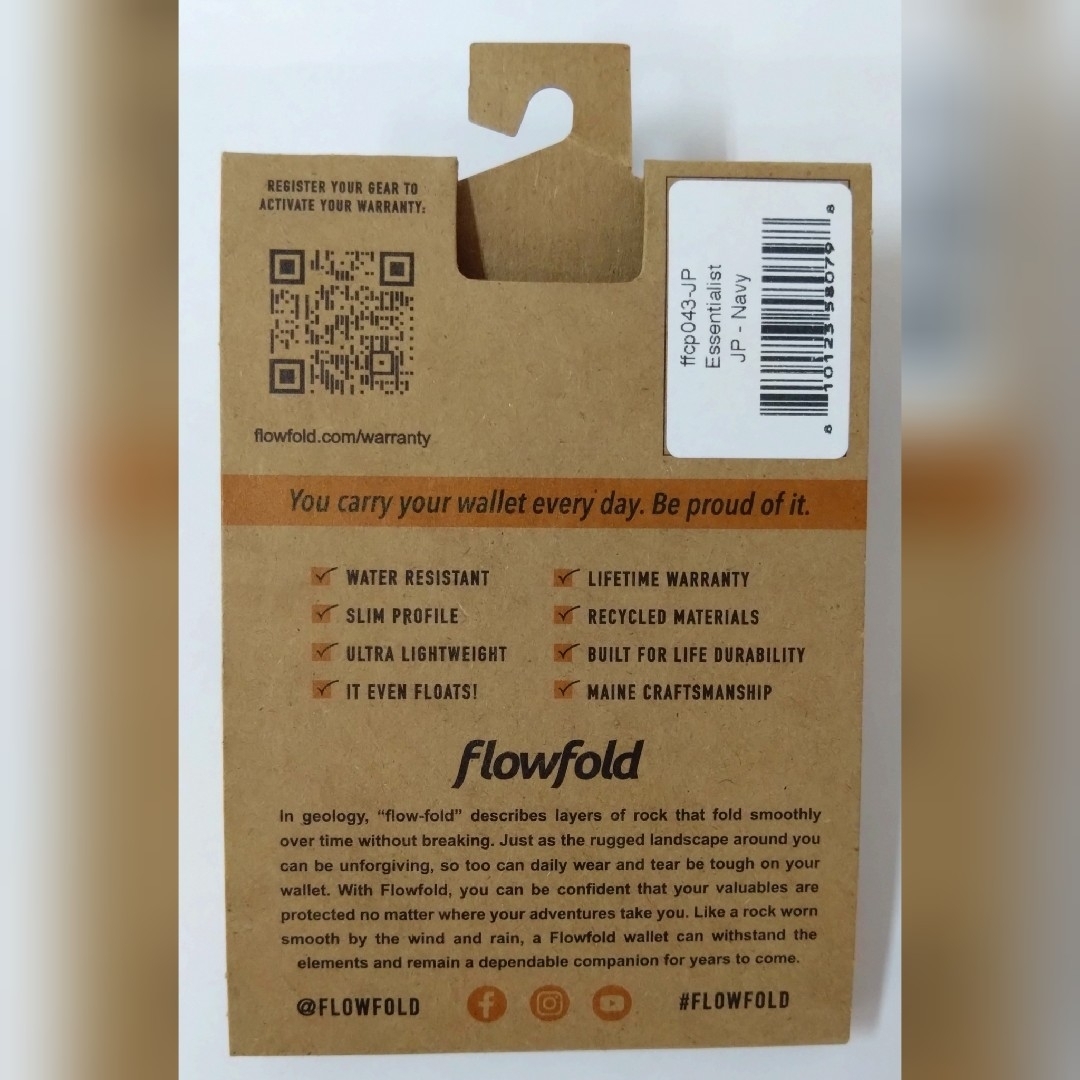 REGISTER YOUR GEAR TO
ACTIVATE YOUR WARRANTY:
flowfold.com/warranty
ffcp043-JP
Essentialist
JP - Navy
8 10123 58079 8
You carry your wallet every day. Be proud of it.
WATER RESISTANT
SLIM PROFILE
ULTRA LIGHTWEIGHT
IT EVEN FLOATS!
LIFETIME WARRANTY
RECYCLED MATERIALS
BUILT FOR LIFE DURABILITY
MAINE CRAFTSMANSHIP
flowfold
In geology, “flow-fold” describes layers of rock that fold smoothly
over time without breaking. Just as the rugged landscape around you
can be unforgiving, so too can daily wear and tear be tough on your
wallet. With Flowfold, you can be confident that your valuables are
protected no matter where your adventures take you. Like a rock worn
smooth by the wind and rain, a Flowfold wallet can withstand the
elements and remain a dependable companion for years to come.
@FLOWFOLD
#FLOWFOLD